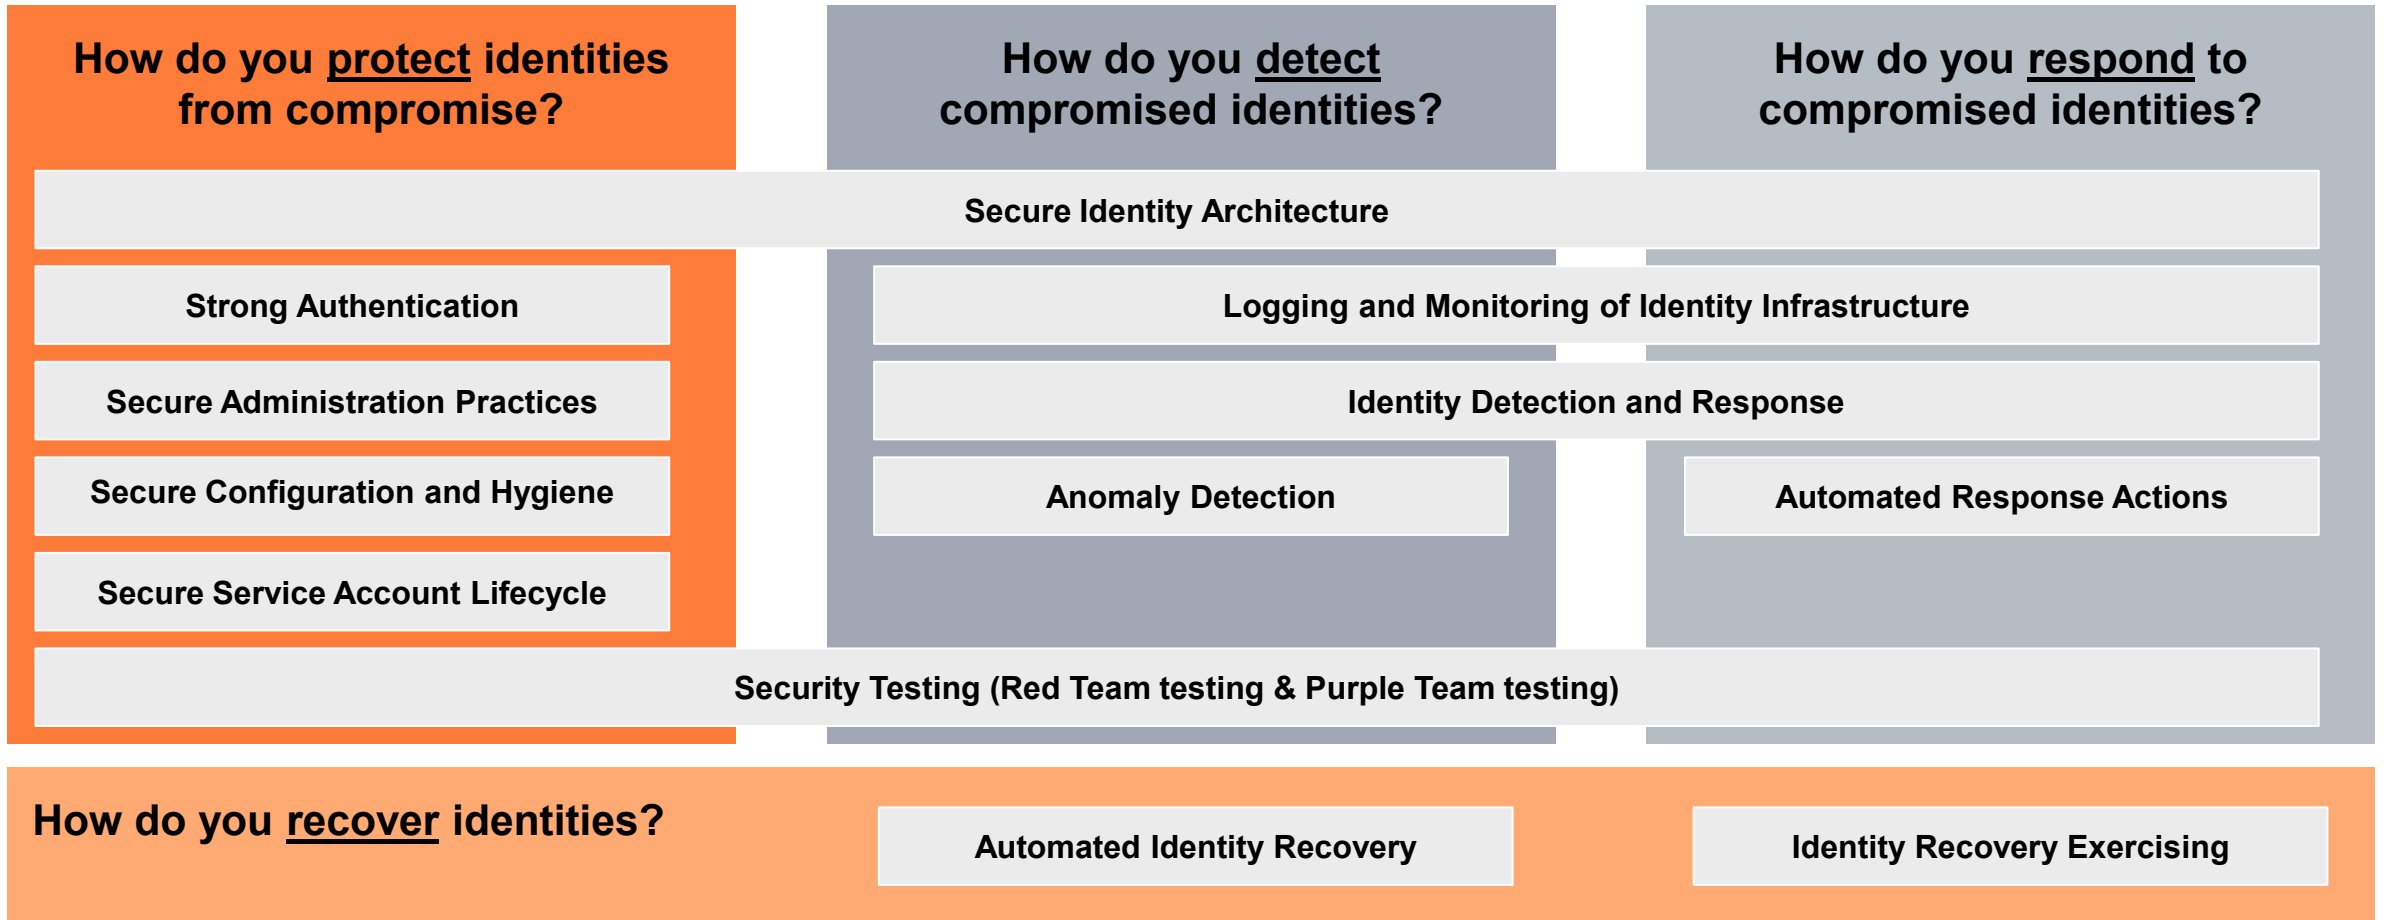 How do you protect identities
from compromise?
How do you detect
compromised identities?
How do you respond to
compromised identities?
Secure Identity Architecture
Strong Authentication
Logging and Monitoring of Identity Infrastructure
Secure Administration Practices
Identity Detection and Response
Secure Configuration and Hygiene
Anomaly Detection
Automated Response Actions
Secure Service Account Lifecycle
Security Testing (Red Team testing & Purple Team testing)
How do you recover identities?
Automated Identity Recovery
Identity Recovery Exercising